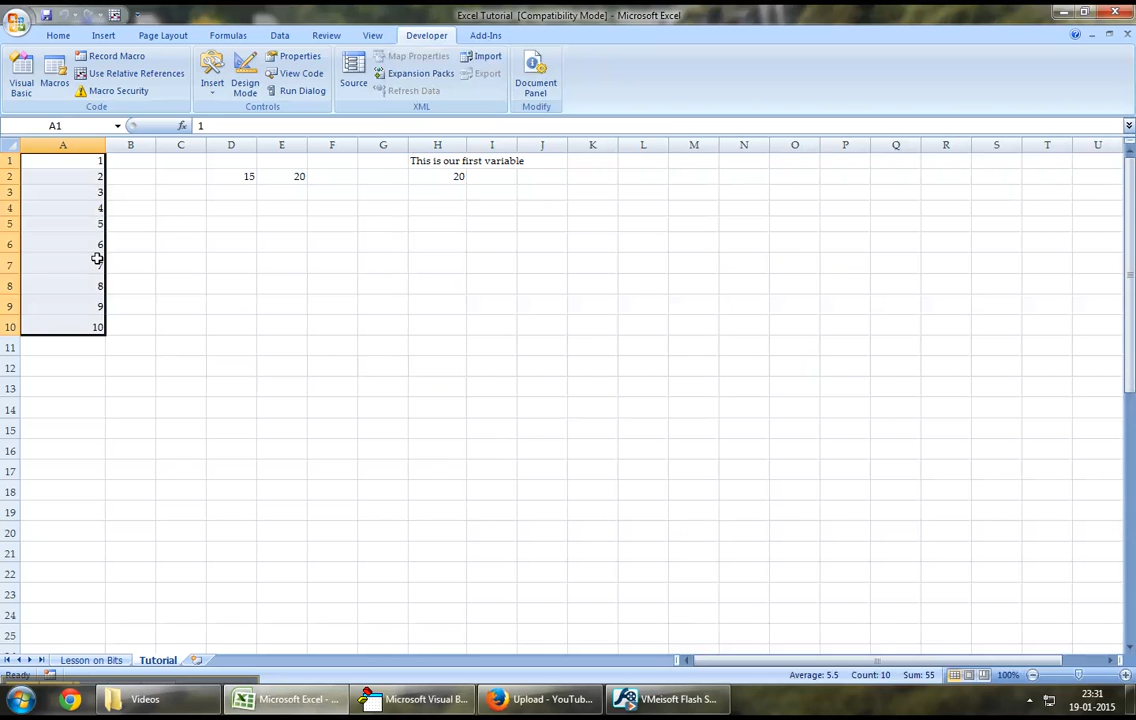 Excel Tutorial [Compatibility Mode] - Microsoft Excel
Home Insert Page Layout Formulas Data Review View Developer Add-Ins
Visual Basic
Macros
Record Macro
Use Relative References
Macro Security
Code
Insert
Design Mode
Properties
View Code
Run Dialog
Controls
Source
Map Properties
Expansion Packs
Refresh Data
Import
Export
XML
Document Panel
Modify
A1 fx 1
A B C D E F G H I J K L M N O P Q R S T U
1 1 This is our first variable
2 2 15 20 20
3 3
4 4
5 5
6 6
7 7
8 8
9 9
10 10
11
12
13
14
15
16
17
18
19
20
21
22
23
24
25
Lesson on Bits Tutorial
Ready Average: 5.5 Count: 10 Sum: 55 100%
Videos Microsoft Excel - ... Microsoft Visual B... Upload - YouTub... VMeisoft Flash S...
23:31
19-01-2015